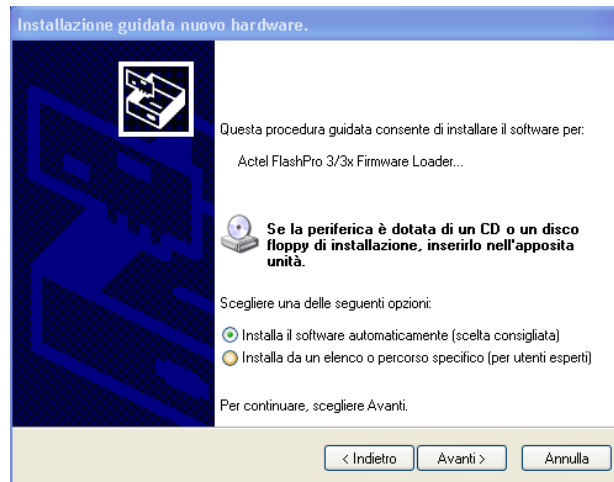 Installazione guidata nuovo hardware.
Questa procedura guidata consente di installare il software per:
Actel FlashPro 3/3x Firmware Loader...
Se la periferica è dotata di un CD o un disco
floppy di installazione, inserirlo nell'apposita
unità.
Scegliere una delle seguenti opzioni:
Installa il software automaticamente (scelta consigliata)
Installa da un elenco o percorso specifico (per utenti esperti)
Per continuare, scegliere Avanti.
< Indietro Avanti > Annulla